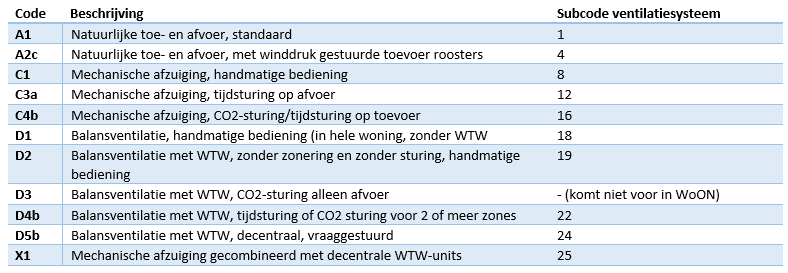 Code Beschrijving Subcode ventilatiesysteem
A1 Natuurlijke toe- en afvoer, standaard 1
A2c Natuurlijke toe- en afvoer, met winddruk gestuurde toevoer roosters 4
C1 Mechanische afzuiging, handmatige bediening 8
C3a Mechanische afzuiging, tijdsturing op afvoer 12
C4b Mechanische afzuiging, CO2-sturing/tijdsturing op toevoer 16
D1 Balansventilatie, handmatige bediening (in hele woning, zonder WTW 18
D2 Balansventilatie met WTW, zonder zonering en zonder sturing, handmatige 19
bediening
D3 Balansventilatie met WTW, CO2-sturing alleen afvoer - (komt niet voor in WoON)
D4b Balansventilatie met WTW, tijdsturing of CO2 sturing voor 2 of meer zones 22
D5b Balansventilatie met WTW, decentraal, vraaggestuurd 24
X1 Mechanische afzuiging gecombineerd met decentrale WTW-units 25